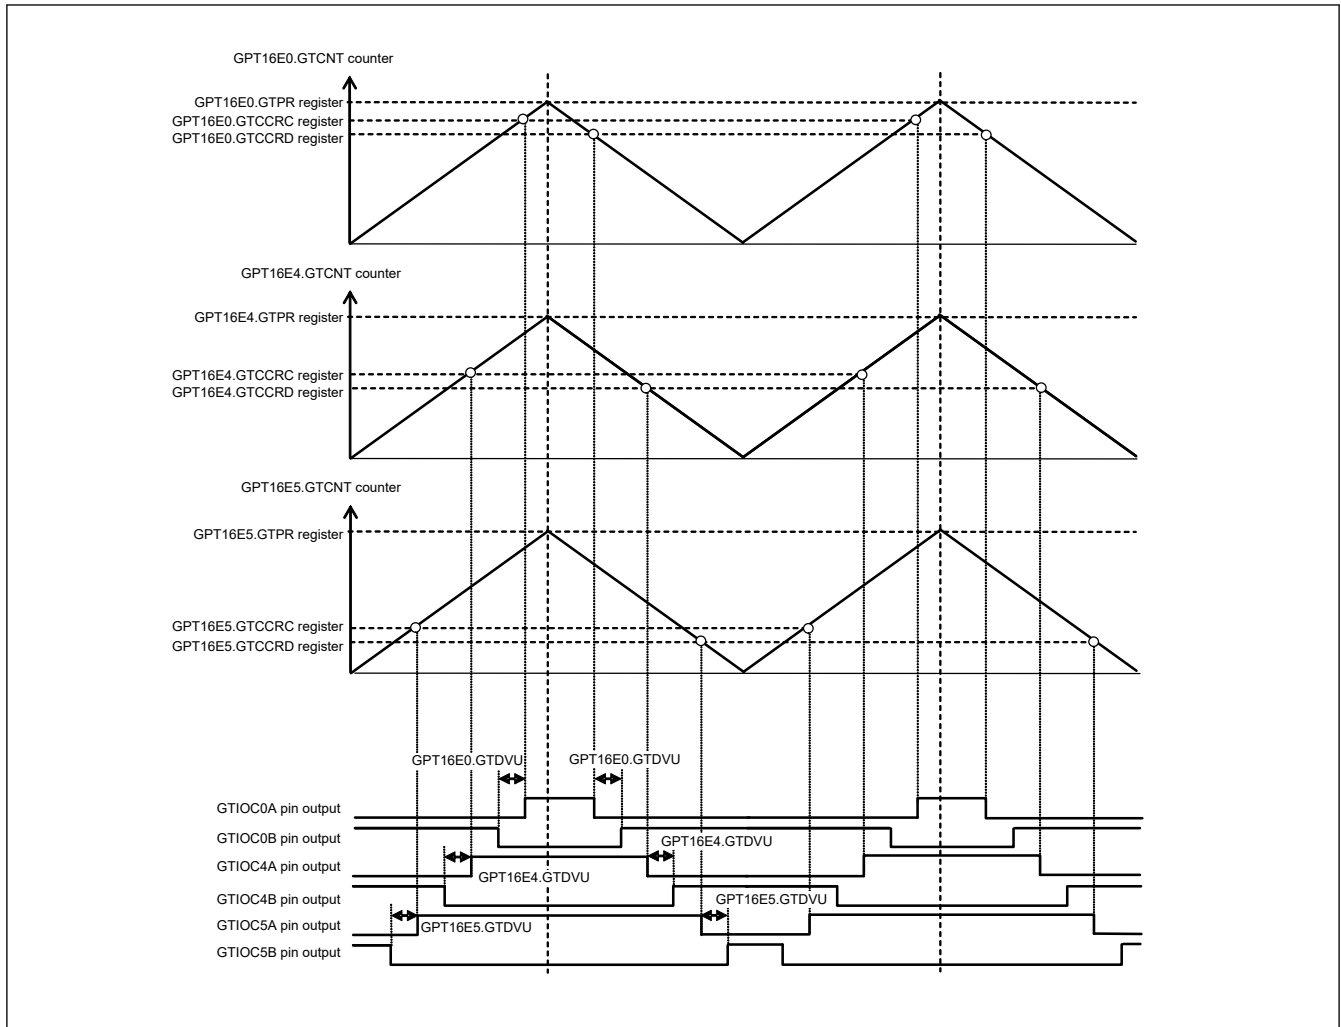 GPT16E0.GTCNT counter
GPT16E0.GTPR register
GPT16E0.GTCCRC register
GPT16E0.GTCCRD register
GPT16E4.GTCNT counter
GPT16E4.GTPR register
GPT16E4.GTCCRC register
GPT16E4.GTCCRD register
GPT16E5.GTCNT counter
GPT16E5.GTPR register
GPT16E5.GTCCRC register
GPT16E5.GTCCRD register
GPT16E0.GTDVU GPT16E0.GTDVU
GTIOC0A pin output
GTIOC0B pin output
GPT16E4.GTDVU
GTIOC4A pin output
GPT16E4.GTDVU
GTIOC4B pin output
GPT16E5.GTDVU
GTIOC5A pin output
GPT16E5.GTDVU
GTIOC5B pin output